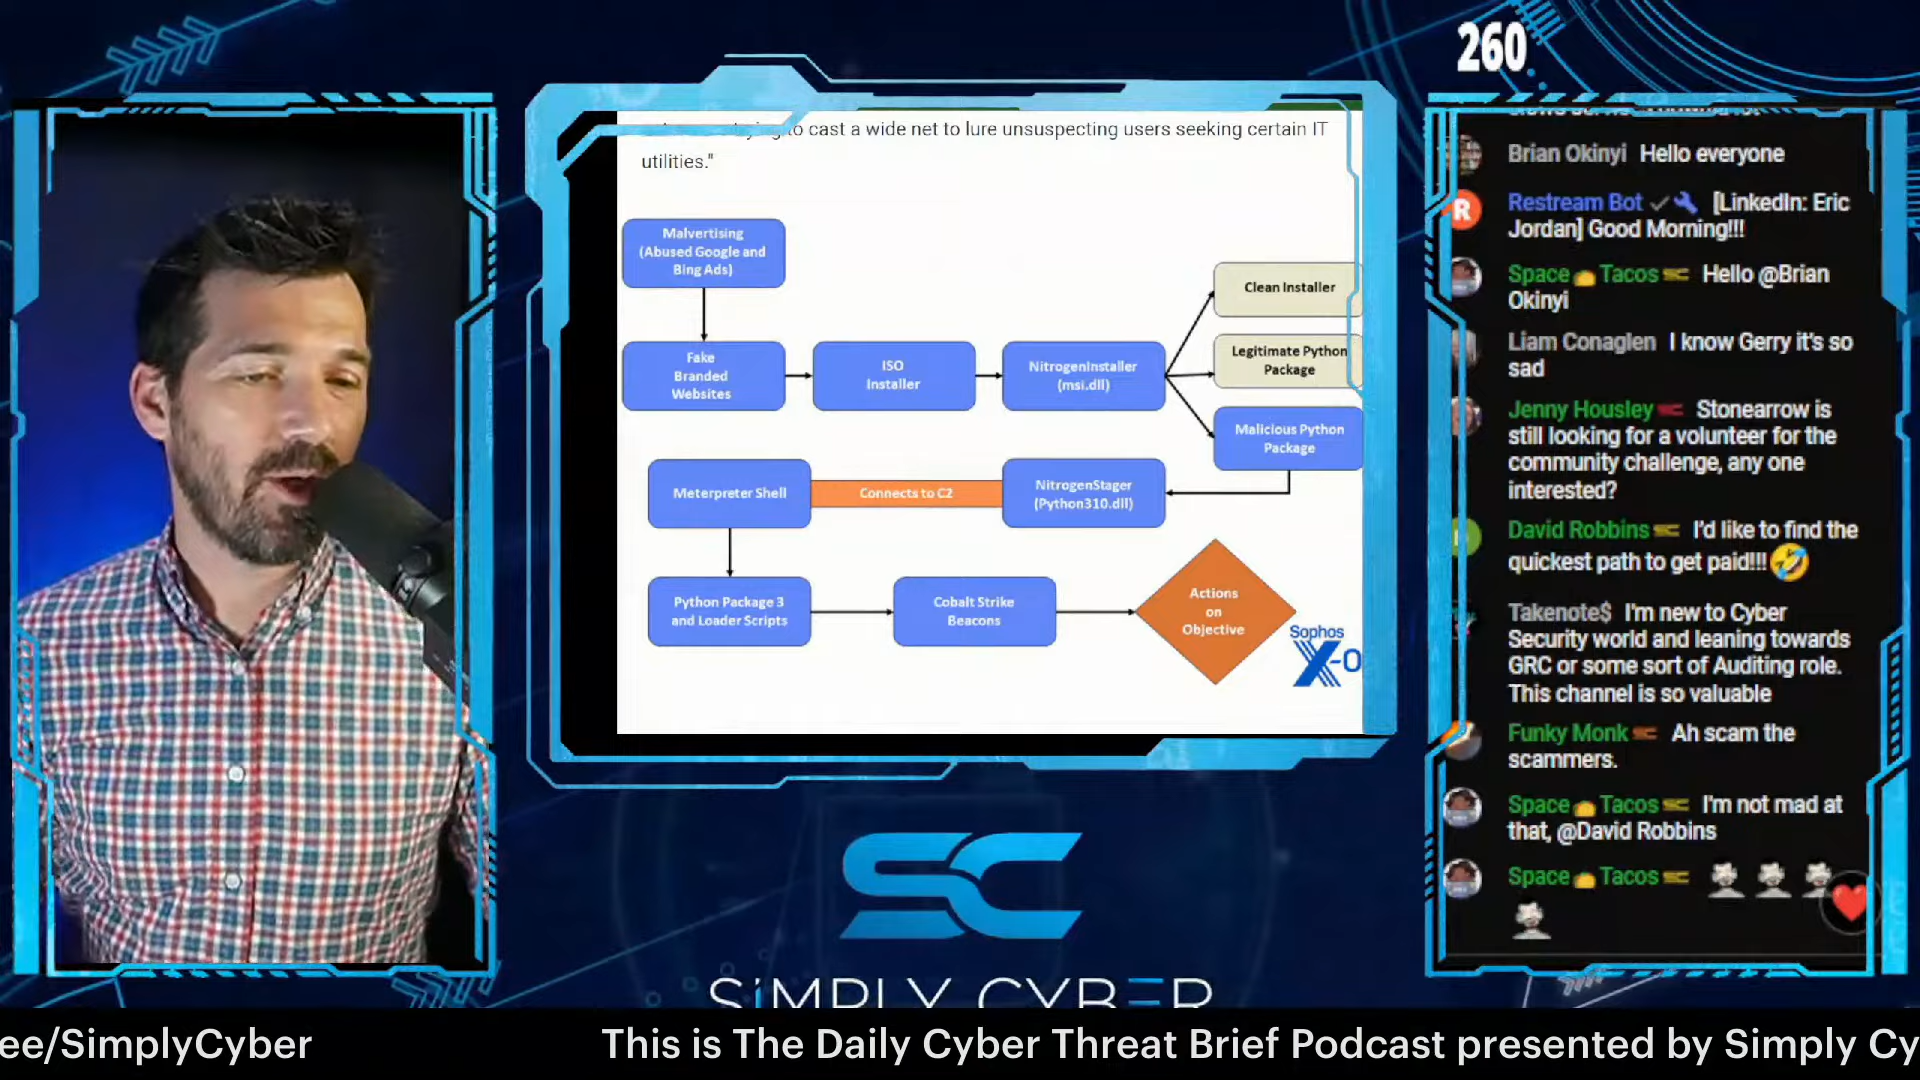 260
to cast a wide net to lure unsuspecting users seeking certain IT
utilities."
Malvertising
(Abused Google and
Bing Ads)
Fake
Branded
Websites
ISO
Installer
NitrogenInstaller
(msi.dll)
Clean Installer
Legitimate Python
Package
Malicious Python
Package
NitrogenStager
(Python310.dll)
Connects to C2
Meterpreter Shell
Python Package 3
and Loader Scripts
Cobalt Strike
Beacons
Actions
on
Objective
Sophos
X-O
SC
SiMPLY CYBER
Brian Okinyi Hello everyone
R
Restream Bot [LinkedIn: Eric
Jordan] Good Morning!!!
Space Tacos Hello @Brian
Okinyi
Liam Conaglen I know Gerry it's so
sad
Jenny Housley Stonearrow is
still looking for a volunteer for the
community challenge, any one
interested?
David Robbins I'd like to find the
quickest path to get paid!!!
Takenote$ I'm new to Cyber
Security world and leaning towards
GRC or some sort of Auditing role.
This channel is so valuable
Funky Monk Ah scam the
scammers.
Space Tacos I'm not mad at
that, @David Robbins
Space Tacos
ee/SimplyCyber This is The Daily Cyber Threat Brief Podcast presented by Simply Cy